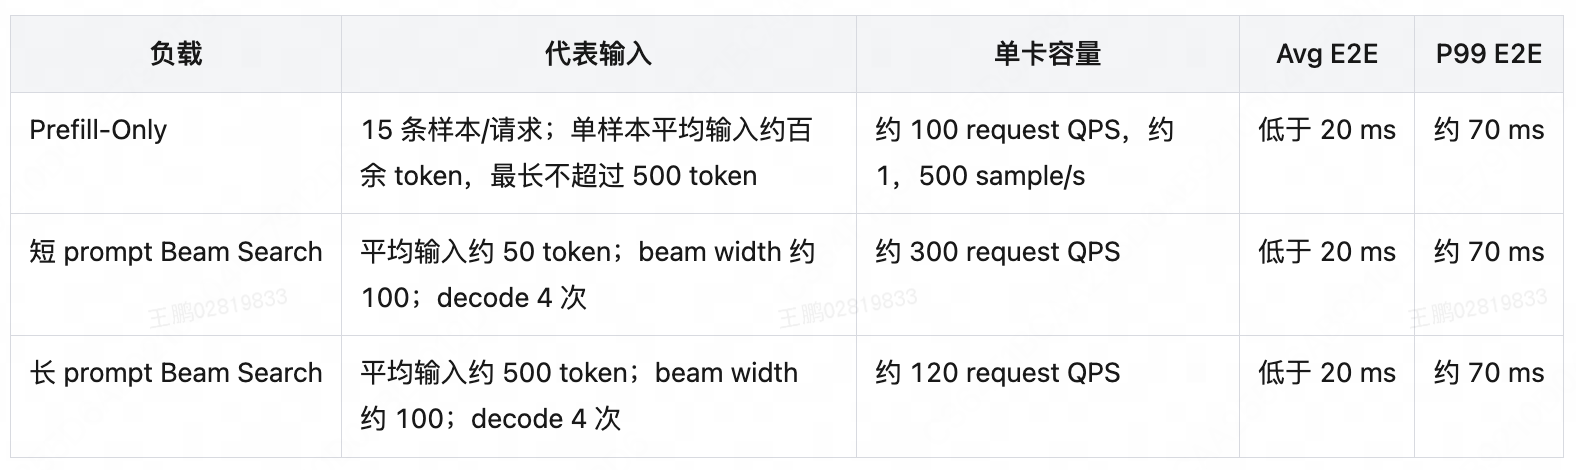 负载
代表输入
单卡容量
Avg E2E
P99 E2E
Prefill-Only
15 条样本/请求；单样本平均输入约百
余 token，最长不超过 500 token
约 100 request QPS，约
1，500 sample/s
低于 20 ms
约 70 ms
短 prompt Beam Search
平均输入约 50 token；beam width 约
100；decode 4 次
约 300 request QPS
低于 20 ms
约 70 ms
王鹏02819833
王鹏02819833
王鹏02819833
长 prompt Beam Search
平均输入约 500 token；beam width
约 100；decode 4 次
约 120 request QPS
低于 20 ms
约 70 ms